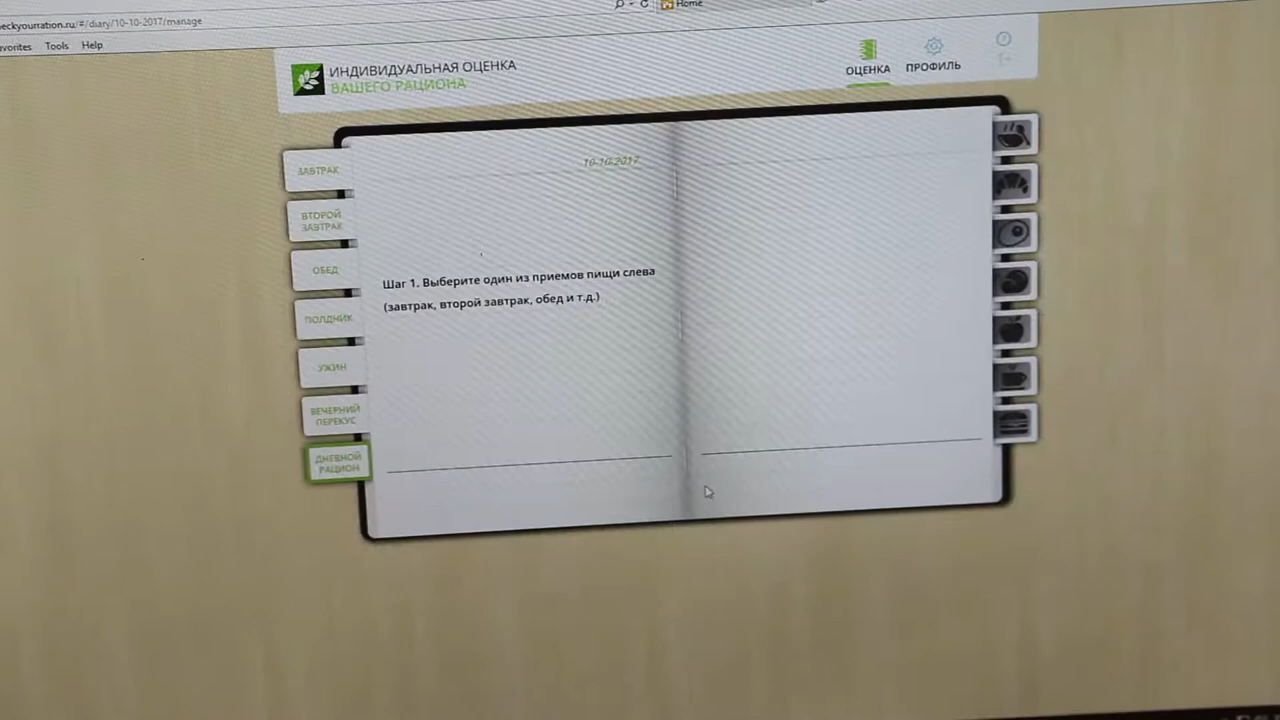 eckyourration.ru/#/diary/10-10-2017/manage
Home
vorites Tools Help
ИНДИВИДУАЛЬНАЯ ОЦЕНКА
ВАШЕГО РАЦИОНА
ОЦЕНКА
ПРОФИЛЬ
ЗАВТРАК
ВТОРОЙ
ЗАВТРАК
ОБЕД
ПОЛДНИК
УЖИН
ВЕЧЕРНИЙ
ПЕРЕКУС
ДНЕВНОЙ
РАЦИОН
10-10-2017
Шаг 1. Выберите один из приемов пищи слева
(завтрак, второй завтрак, обед и т.д.)